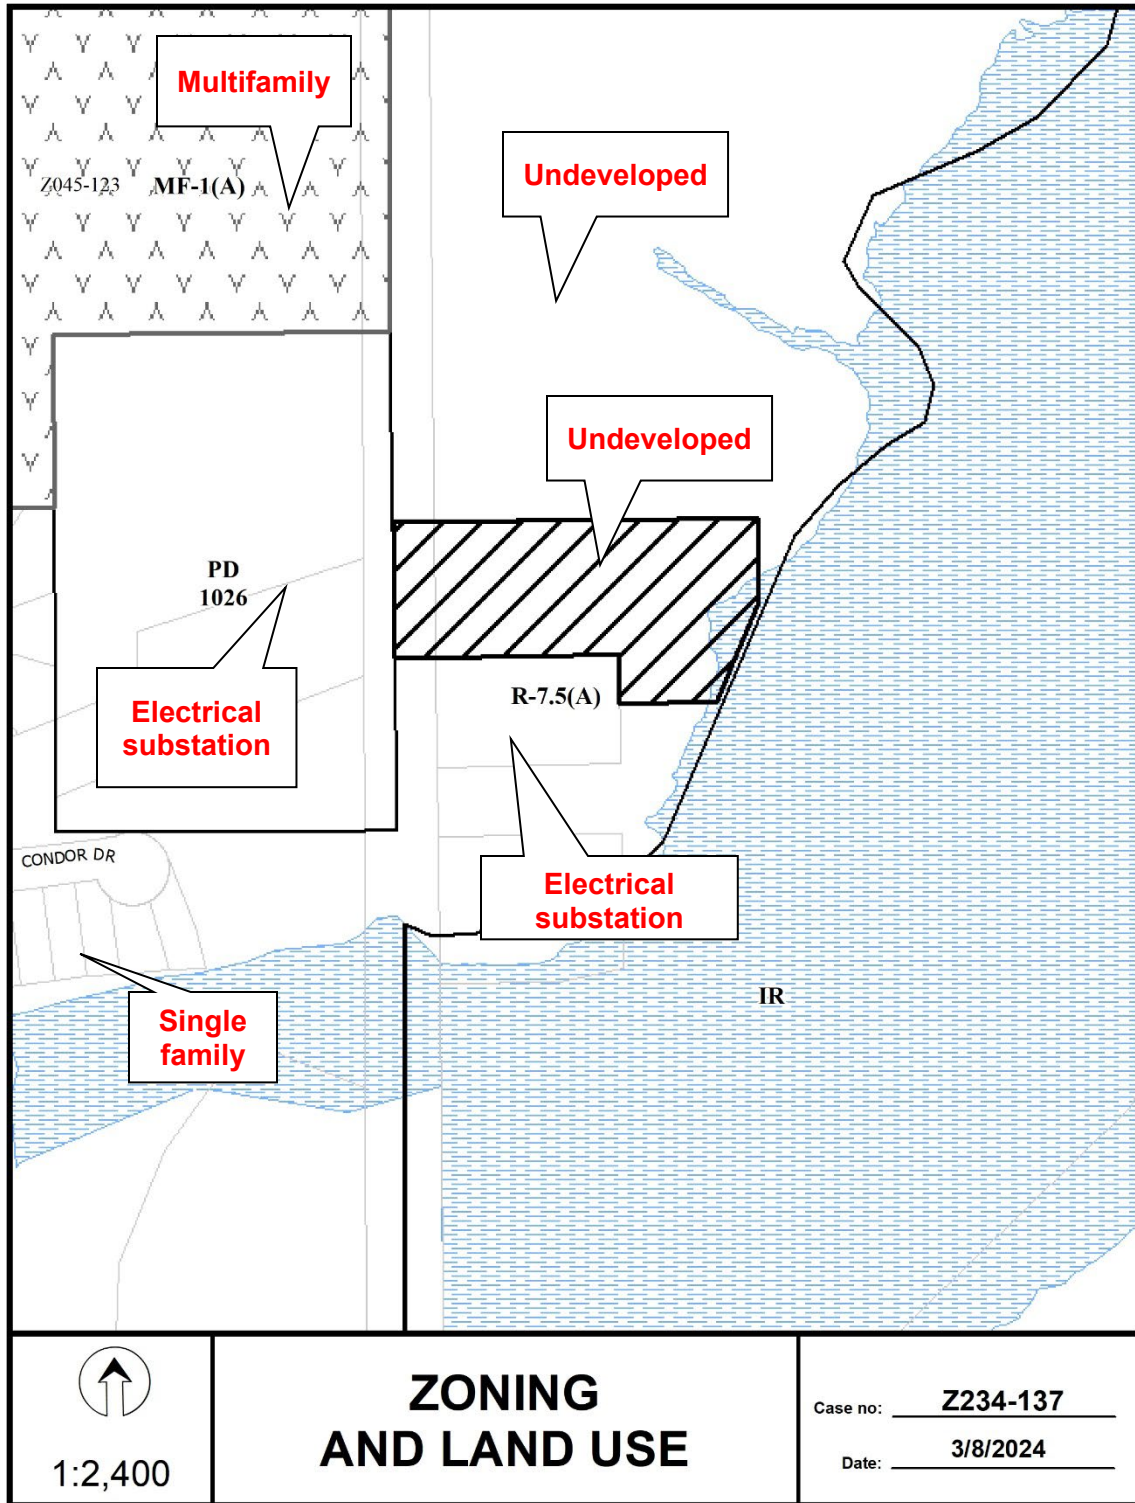 Multifamily
Z045-123
MF-1(A)
Undeveloped
Undeveloped
PD
1026
Electrical
substation
R-7.5(A)
CONDOR DR
Electrical
substation
Single
family
IR
1:2,400
ZONING
AND LAND USE
Case no: Z234-137
Date: 3/8/2024